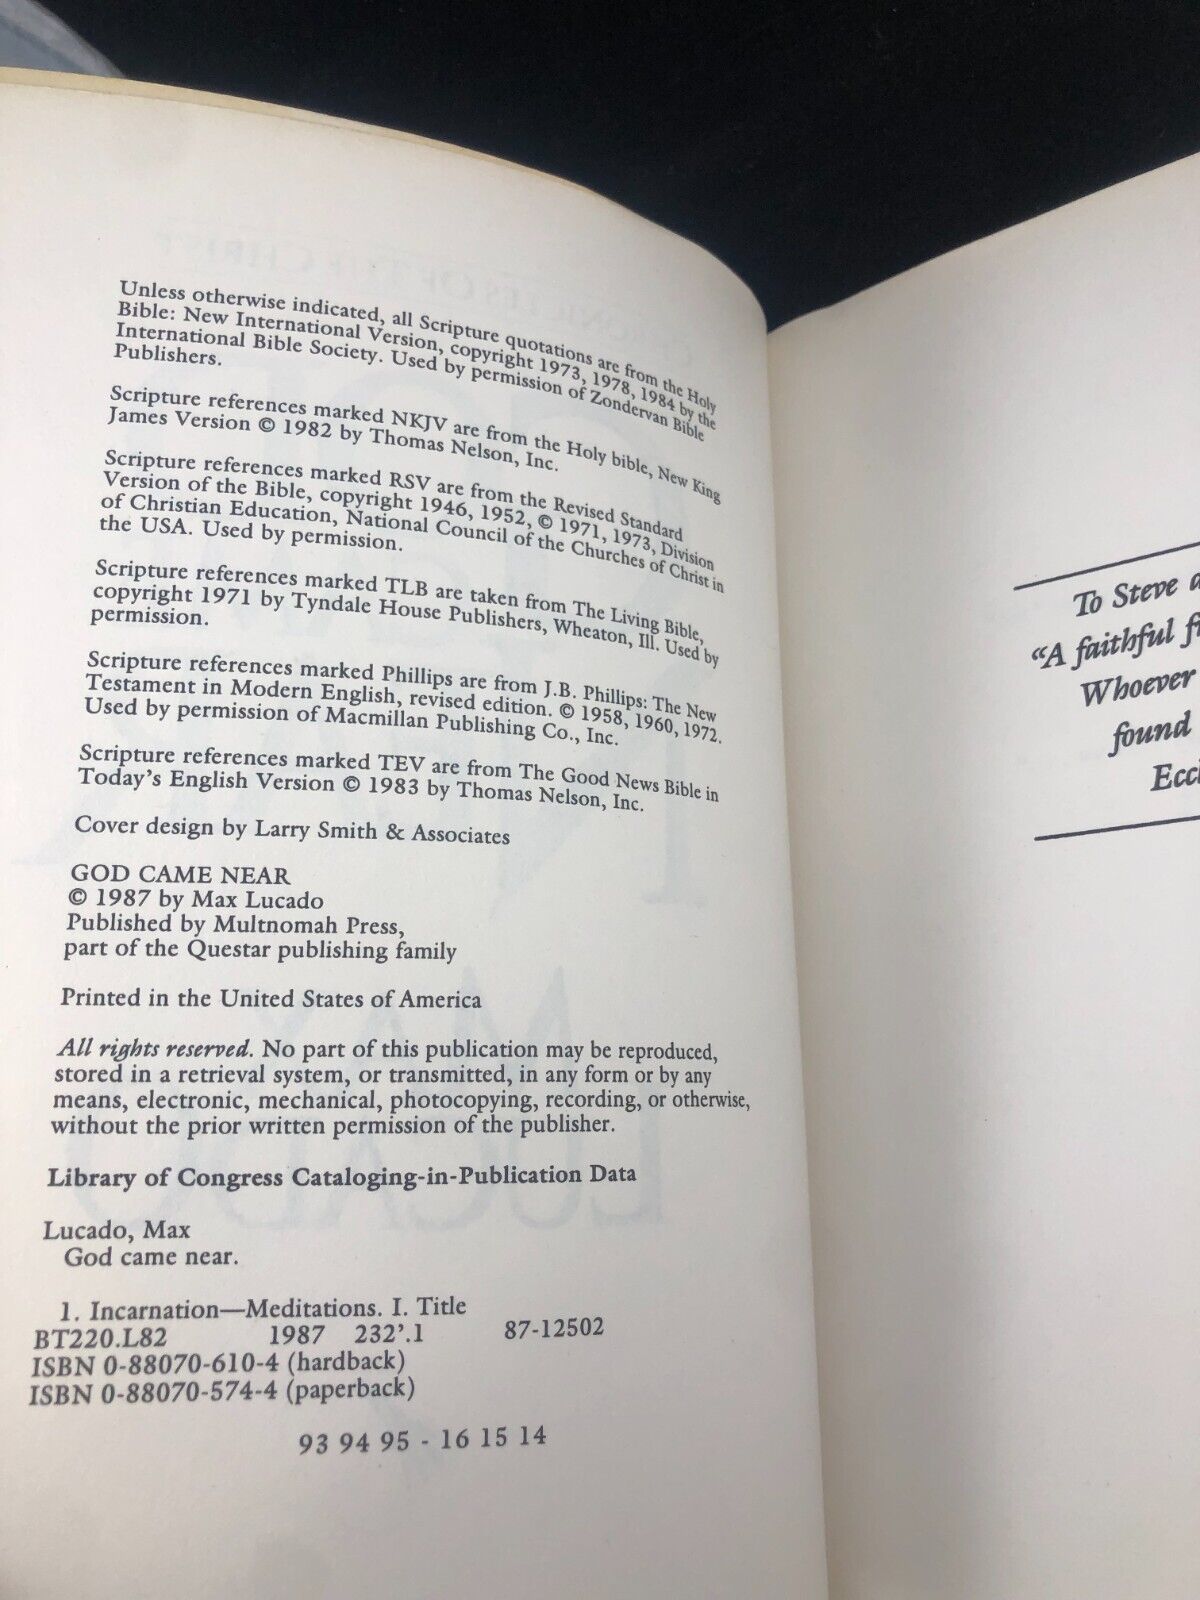 Unless otherwise indicated, all Scripture quotations are from the Holy
Bible: New International Version, copyright 1973, 1978, 1984 by the
International Bible Society. Used by permission of Zondervan Bible
Publishers.
Scripture references marked NKJV are from the Holy bible, New King
James Version © 1982 by Thomas Nelson, Inc.
Scripture references marked RSV are from the Revised Standard
Version of the Bible, copyright 1946, 1952, © 1971, 1973, Division
of Christian Education, National Council of the Churches of Christ in
the USA. Used by permission.
Scripture references marked TLB are taken from The Living Bible,
copyright 1971 by Tyndale House Publishers, Wheaton, Ill. Used by
permission.
Scripture references marked Phillips are from J.B. Phillips: The New
Testament in Modern English, revised edition. © 1958, 1960, 1972.
Used by permission of Macmillan Publishing Co., Inc.
Scripture references marked TEV are from The Good News Bible in
Today's English Version © 1983 by Thomas Nelson, Inc.
Cover design by Larry Smith & Associates
GOD CAME NEAR
© 1987 by Max Lucado
Published by Multnomah Press,
part of the Questar publishing family
Printed in the United States of America
All rights reserved. No part of this publication may be reproduced,
stored in a retrieval system, or transmitted, in any form or by any
means, electronic, mechanical, photocopying, recording, or otherwise,
without the prior written permission of the publisher.
Library of Congress Cataloging-in-Publication Data
Lucado, Max
God came near.
1. Incarnation—Meditations. I. Title
BT220.L82 1987 232'.1 87-12502
ISBN 0-88070-610-4 (hardback)
ISBN 0-88070-574-4 (paperback)
93 94 95 - 16 15 14
To Steve
"A faithful
Whoever
found